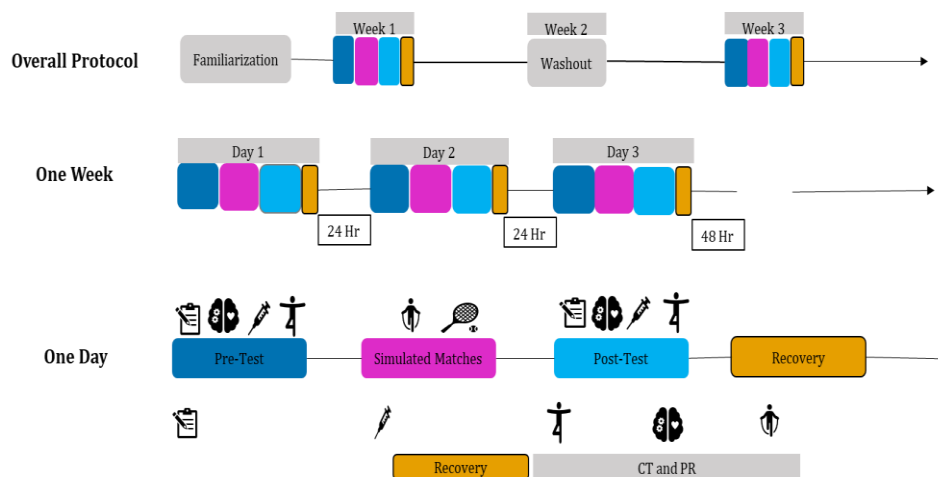 Week 1
Week 2
Week 3
Overall Protocol
Familiarization
Washout
Day 1
Day 2
Day 3
One Week
24 Hr
24 Hr
48 Hr
One Day
Pre-Test
Simulated Matches
Post-Test
Recovery
Recovery
CT and PR